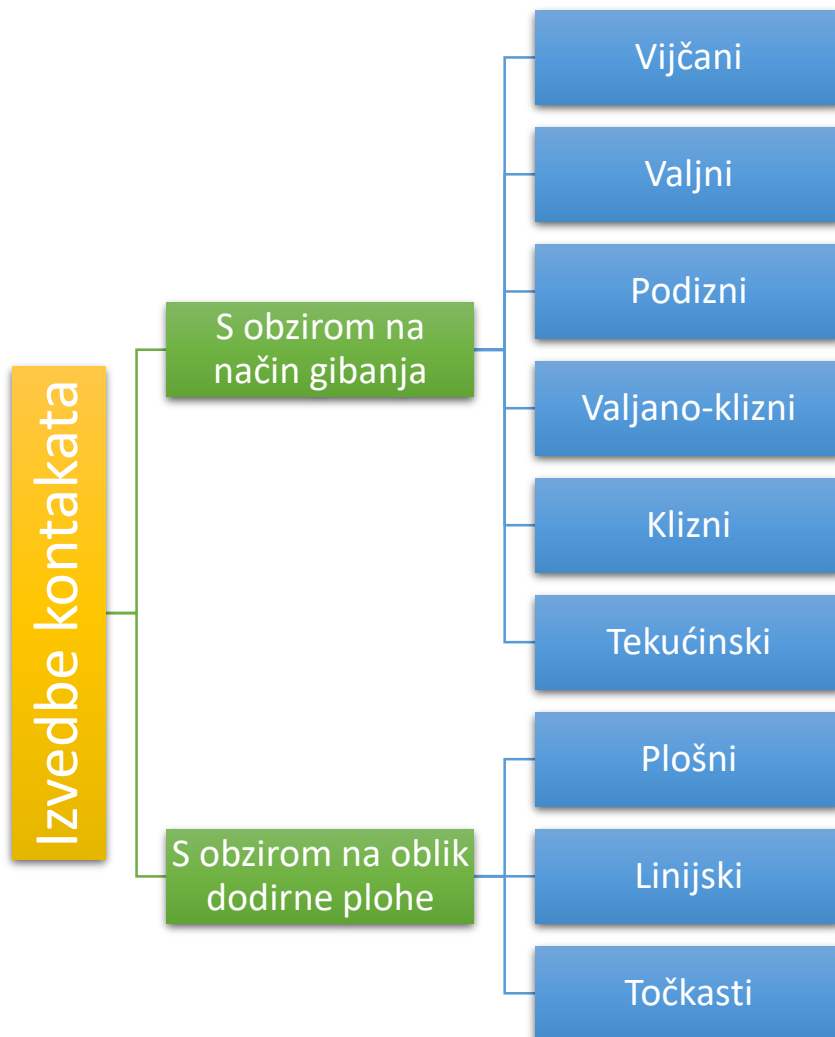 Izvedbe kontakata
S obzirom na
način gibanja
Vijčani
Valjni
Podizni
Valjano-klizni
Klizni
Tekućinski
S obzirom na oblik
dodirne plohe
Plošni
Linijski
Točkasti